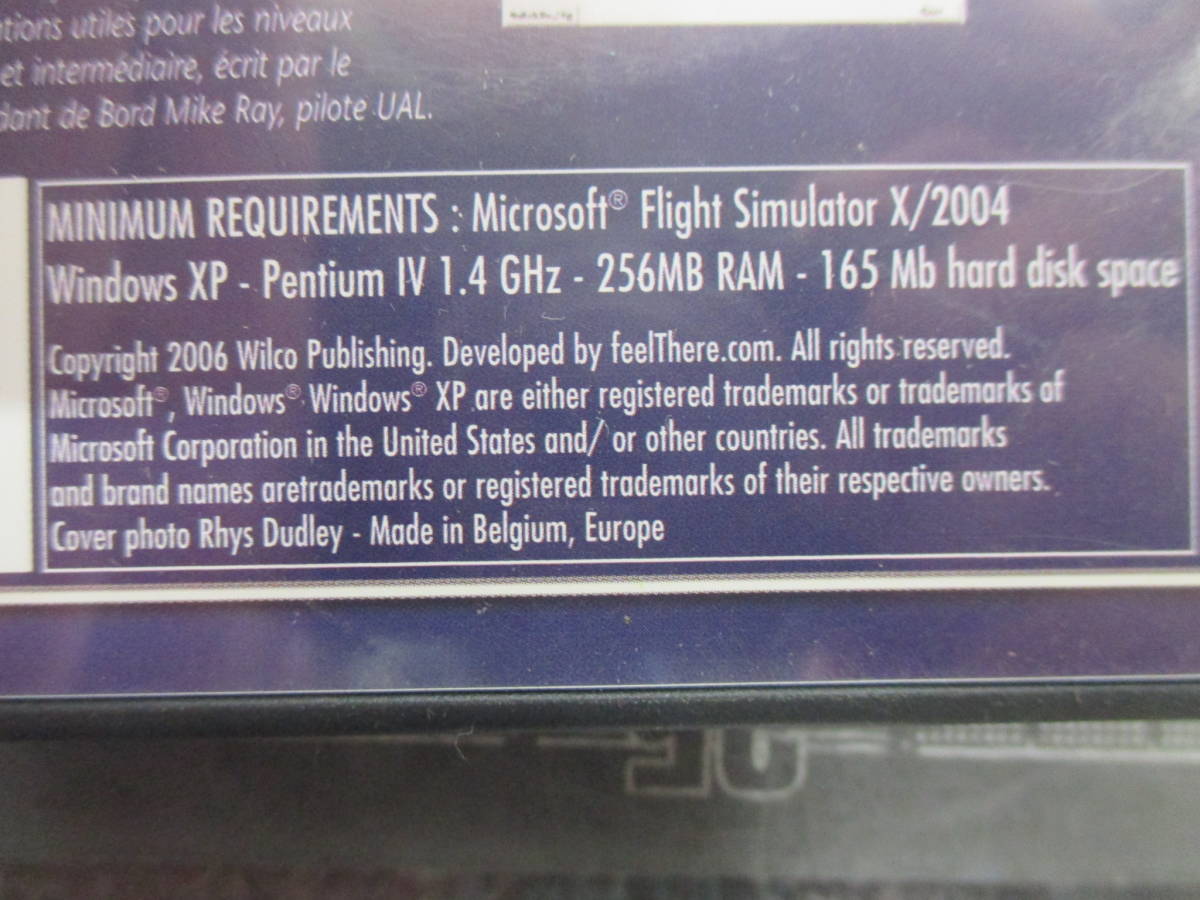 utiles pour les niveaux
et intermédiaire, écrit par le
de Bord Mike Ray, pilote UAL.
MINIMUM REQUIREMENTS : Microsoft® Flight Simulator X/2004
Windows XP - Pentium IV 1.4 GHz - 256MB RAM - 165 Mb hard disk space
Copyright 2006 Wilco Publishing. Developed by feelThere.com. All rights reserved.
Microsoft®, Windows® Windows® XP are either registered trademarks or trademarks of
Microsoft Corporation in the United States and/ or other countries. All trademarks
and brand names aretrademarks or registered trademarks of their respective owners.
Cover photo Rhys Dudley - Made in Belgium, Europe